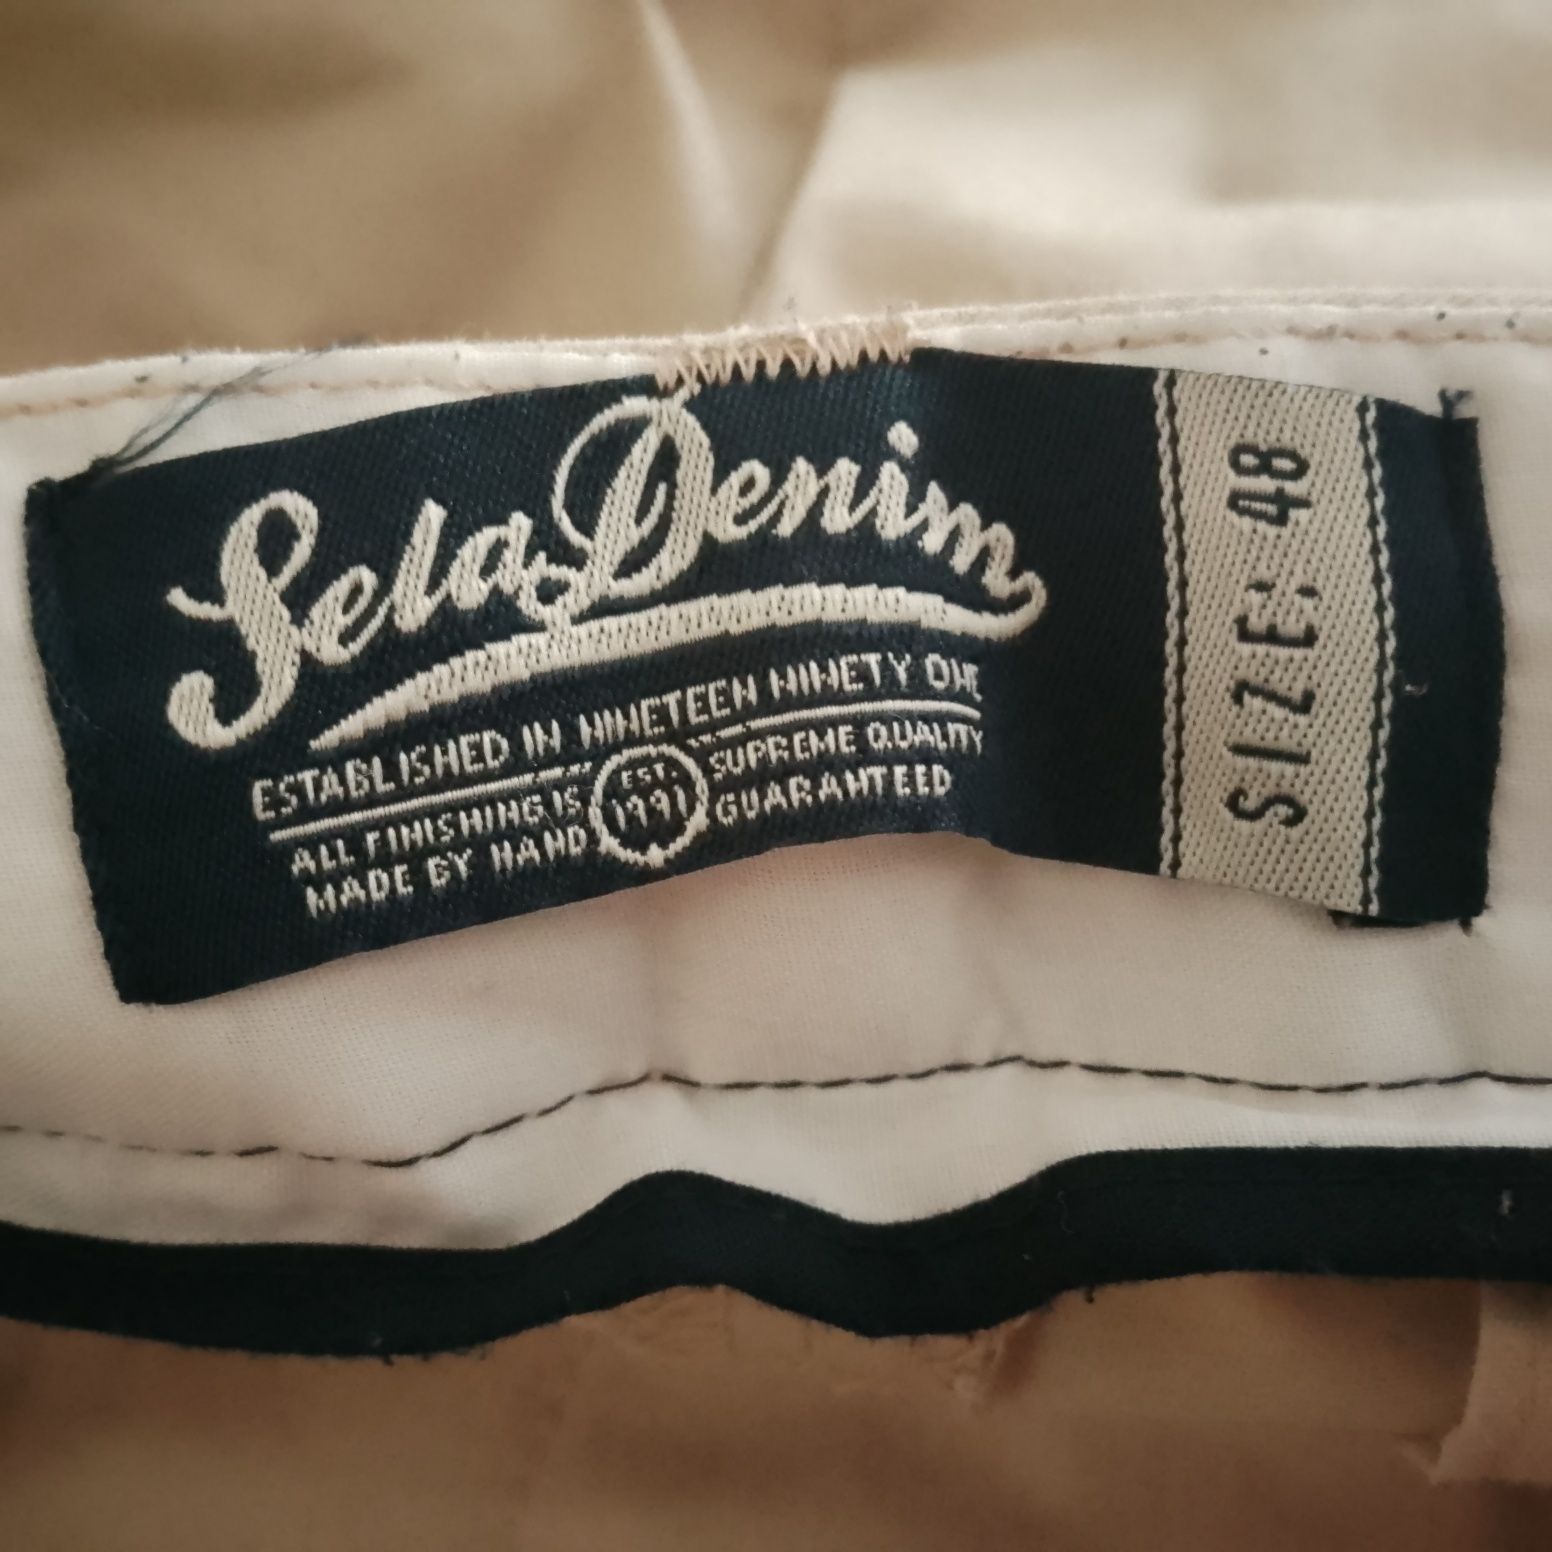 Sela Denim
ESTABLISHED IN NINETEEN NINETY ONE
ALL FINISHING IS
MADE BY HAND
EST.
1991
SUPREME QUALITY
GUARANTEED
SIZE: 48